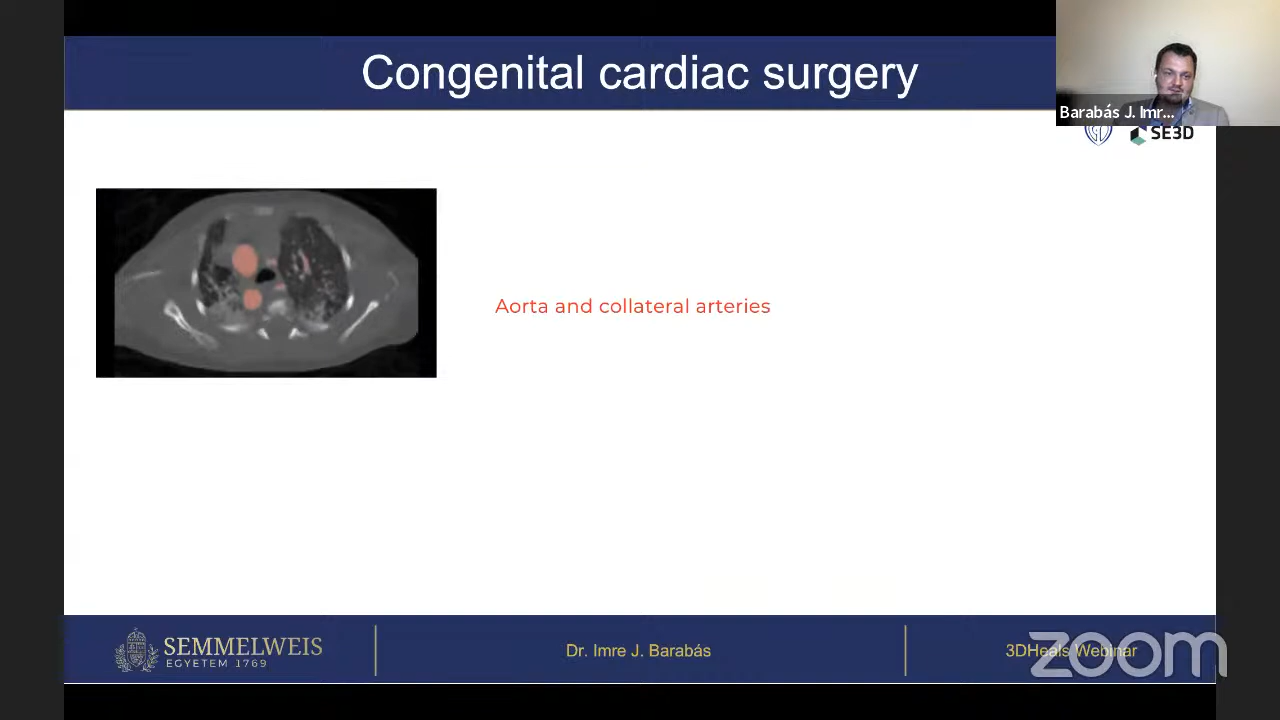 Congenital cardiac surgery
Barabás J. Imr...
SE3D
Aorta and collateral arteries
SEMMELWEIS
EGYETEM 1769
Dr. Imre J. Barabás
3DHeals Webinar
zoom